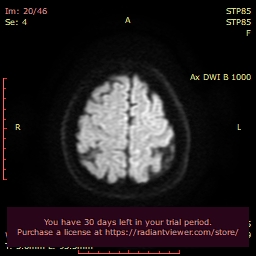 Im: 20/46
Se: 4
A
STP85
STP85
F
Ax DWI B 1000
R
L
You have 30 days left in your trial period.
Purchase a license at https://radiantviewer.com/store/